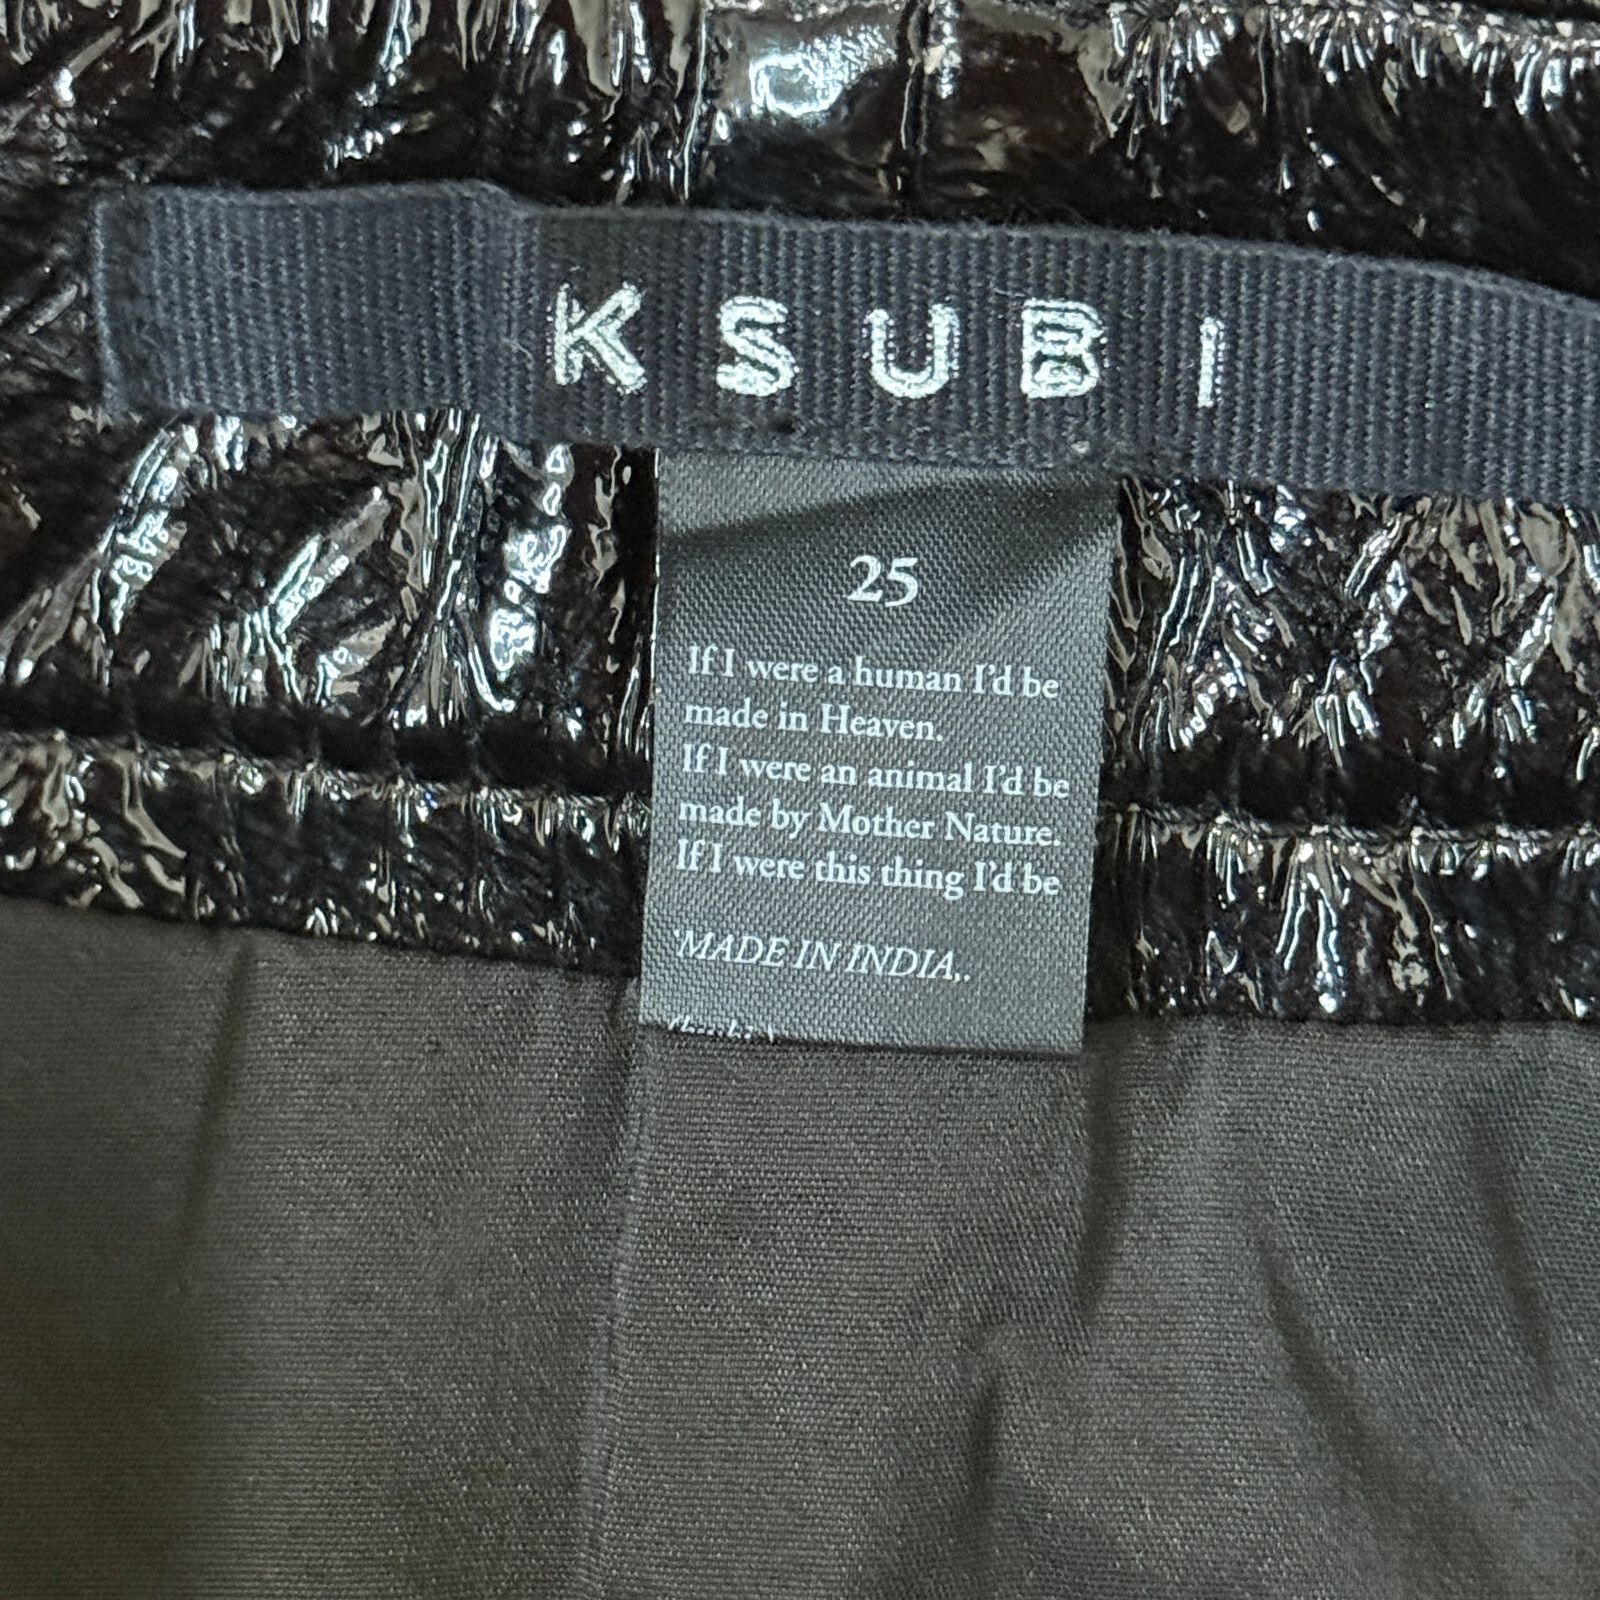 KSUBI
25
If I were a human I'd be
made in Heaven.
If I were an animal I'd be
made by Mother Nature.
If I were this thing I'd be
'MADE IN INDIA,.